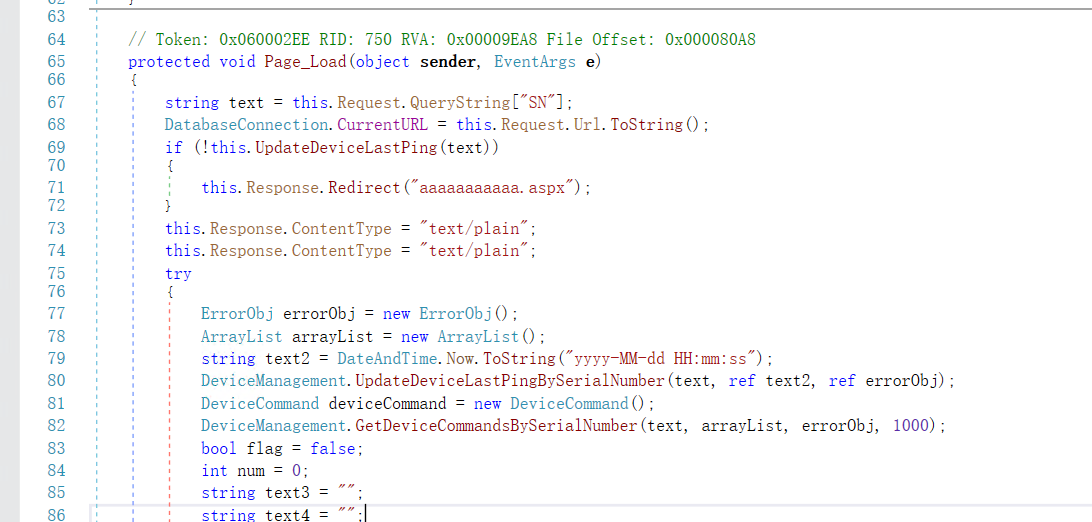 63
64 // Token: 0x060002EE RID: 750 RVA: 0x00009EA8 File Offset: 0x000080A8
65 protected void Page_Load(object sender, EventArgs e)
66 {
67 string text = this.Request.QueryString["SN"];
68 DatabaseConnection.CurrentURL = this.Request.Url.ToString();
69 if (!this.UpdateDeviceLastPing(text))
70 {
71 this.Response.Redirect("aaaaaaaaaaa.aspx");
72 }
73 this.Response.ContentType = "text/plain";
74 this.Response.ContentType = "text/plain";
75 try
76 {
77 ErrorObj errorObj = new ErrorObj();
78 ArrayList arrayList = new ArrayList();
79 string text2 = DateAndTime.Now.ToString("yyyy-MM-dd HH:mm:ss");
80 DeviceManagement.UpdateDeviceLastPingBySerialNumber(text, ref text2, ref errorObj);
81 DeviceCommand deviceCommand = new DeviceCommand();
82 DeviceManagement.GetDeviceCommandsBySerialNumber(text, arrayList, errorObj, 1000);
83 bool flag = false;
84 int num = 0;
85 string text3 = "";
86 string text4 = "";